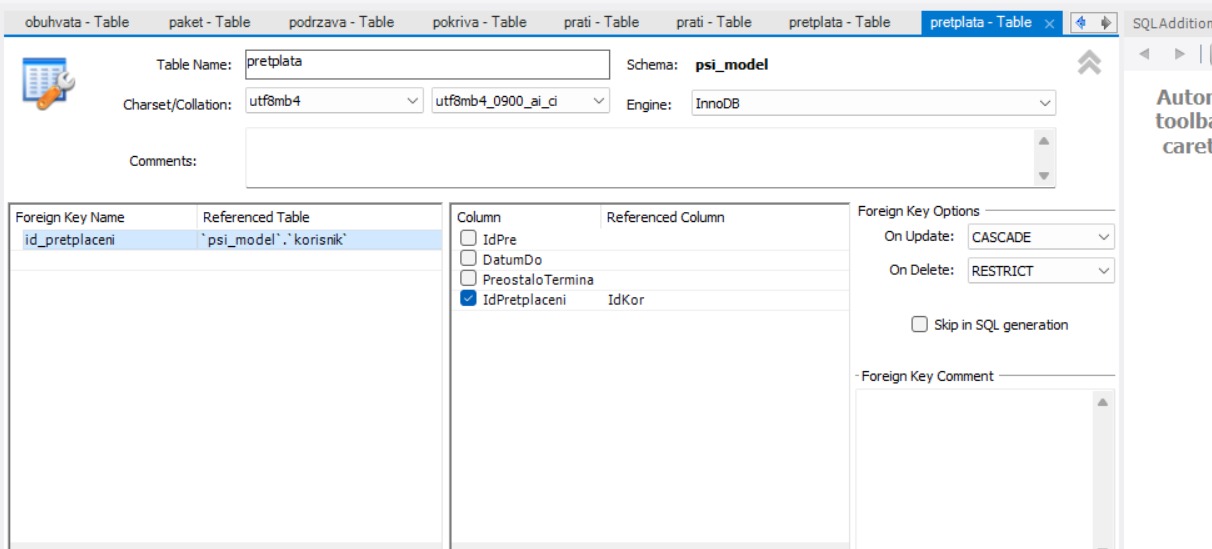 obuhvata - Table paket - Table podrzava - Table pokriva - Table prati - Table prati - Table pretplata - Table pretplata - Table × SQLAddition
Table Name: pretplata Schema: psi_model
Charset/Collation: utf8mb4 utf8mb4_0900_ai_ci Engine: InnoDB
Comments:
Autor
toolba
caret
Foreign Key Name Referenced Table
id_pretplaceni `psi_model`.`korisnik`
Column Referenced Column
IdPre
DatumDo
PreostaloTermina
IdPretplaceni IdKor
Foreign Key Options
On Update: CASCADE
On Delete: RESTRICT
Skip in SQL generation
Foreign Key Comment